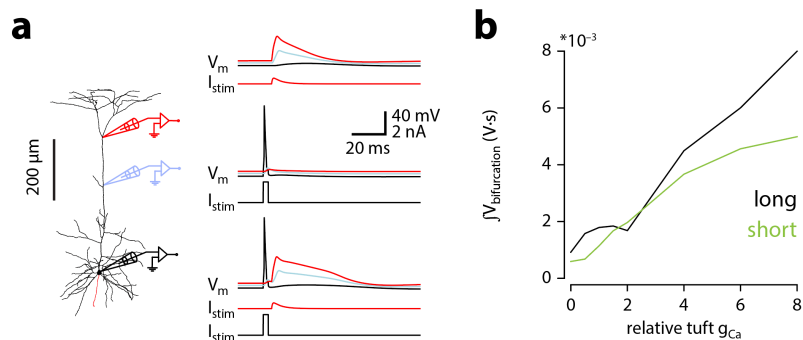 a
200 µm
Vm
Istim
40 mV
2 nA
20 ms
Vm
Istim
Vm
Istim
Istim
b
*10-3
8
6
4
2
0
∫Vbifurcation (V·s)
long
short
0
2
4
6
8
relative tuft gCa